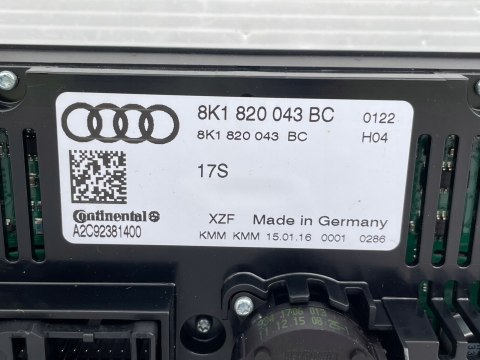 8K1 820 043 BC 0122
8K1 820 043 BC H04
17S
Continental
A2C92381400
XZF Made in Germany
KMM KMM 15.01.16 0001 0286